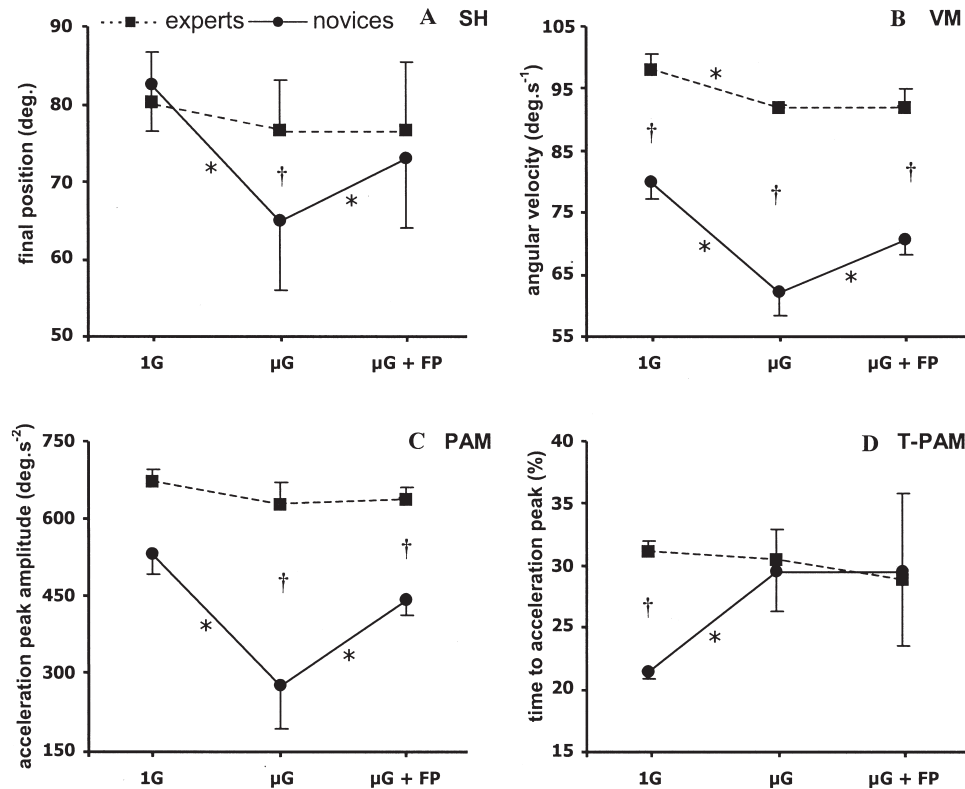 experts novices
A SH
final position (deg.)
90
80
70
60
50
* † *
1G µG µG + FP
B VM
angular velocity (deg.s-1)
105
95
85
75
65
55
*
† † †
* *
1G µG µG + FP
C PAM
acceleration peak amplitude (deg.s-2)
750
600
450
300
150
† †
* *
1G µG µG + FP
D T-PAM
time to acceleration peak (%)
40
35
30
25
20
15
†
*
1G µG µG + FP